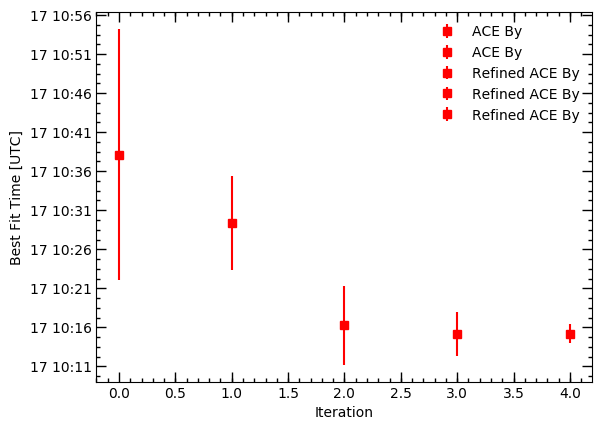 17 10:56
17 10:51
17 10:46
17 10:41
17 10:36
17 10:31
17 10:26
17 10:21
17 10:16
17 10:11
Best Fit Time [UTC]
ACE By
ACE By
Refined ACE By
Refined ACE By
Refined ACE By
0.0 0.5 1.0 1.5 2.0 2.5 3.0 3.5 4.0
Iteration